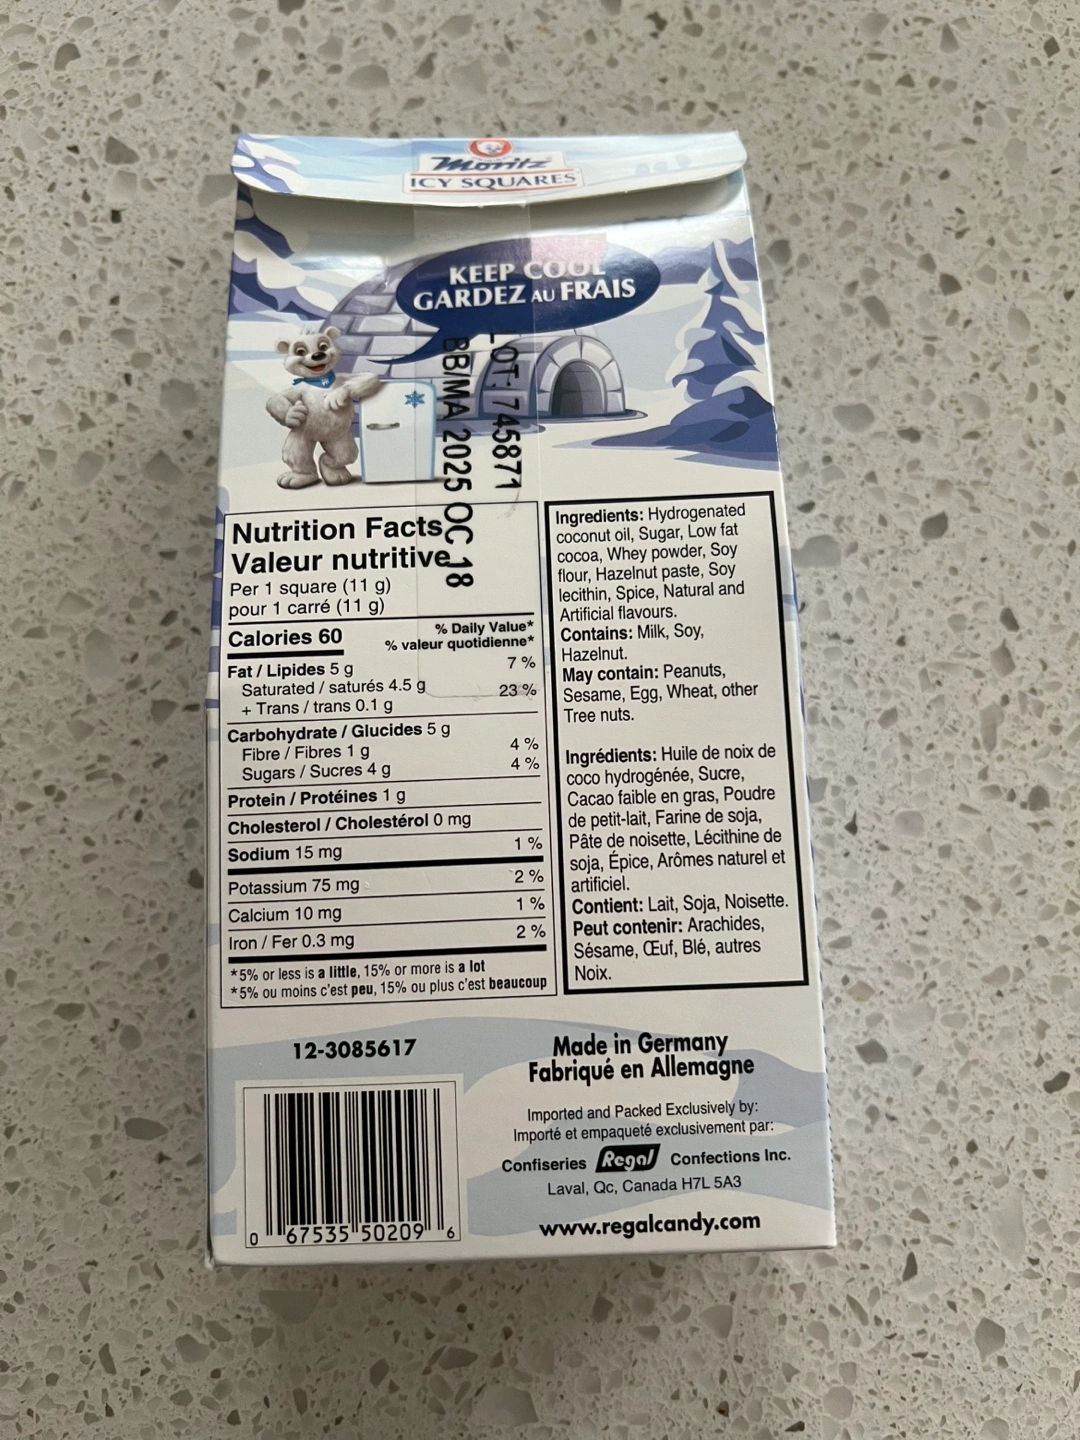 Moritz
ICY SQUARES
KEEP COOL
GARDEZ AU FRAIS
LOT: 745871
BB/MA 2025 OC 18
Nutrition Facts
Valeur nutritive
Per 1 square (11 g)
pour 1 carré (11 g)
Calories 60
% Daily Value*
% valeur quotidienne*
Fat / Lipides 5 g 7 %
Saturated / saturés 4.5 g
+ Trans / trans 0.1 g 23 %
Carbohydrate / Glucides 5 g
Fibre / Fibres 1 g 4 %
Sugars / Sucres 4 g 4 %
Protein / Protéines 1 g
Cholesterol / Cholestérol 0 mg
Sodium 15 mg 1 %
Potassium 75 mg 2 %
Calcium 10 mg 1 %
Iron / Fer 0.3 mg 2 %
*5% or less is a little, 15% or more is a lot
*5% ou moins c'est peu, 15% ou plus c'est beaucoup
Ingredients: Hydrogenated
coconut oil, Sugar, Low fat
cocoa, Whey powder, Soy
flour, Hazelnut paste, Soy
lecithin, Spice, Natural and
Artificial flavours.
Contains: Milk, Soy,
Hazelnut.
May contain: Peanuts,
Sesame, Egg, Wheat, other
Tree nuts.
Ingrédients: Huile de noix de
coco hydrogénée, Sucre,
Cacao faible en gras, Poudre
de petit-lait, Farine de soja,
Pâte de noisette, Lécithine de
soja, Épice, Arômes naturel et
artificiel.
Contient: Lait, Soja, Noisette.
Peut contenir: Arachides,
Sésame, Œuf, Blé, autres
Noix.
12-3085617
0 67535 50209 6
Made in Germany
Fabriqué en Allemagne
Imported and Packed Exclusively by:
Importé et empaqueté exclusivement par:
Confiseries Regal Confections Inc.
Laval, Qc, Canada H7L 5A3
www.regalcandy.com